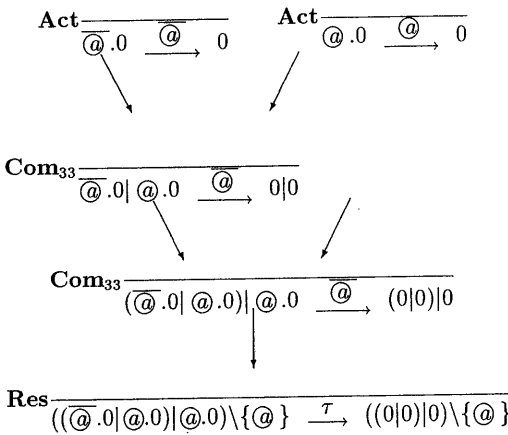 Act Act
ⓐ̅.0 —ⓐ̅→ 0 ⓐ.0 —ⓐ→ 0
Com₃₃
ⓐ̅.0|ⓐ.0 —ⓐ̅→ 0|0
Com₃₃
(ⓐ̅.0|ⓐ.0)|ⓐ.0 —ⓐ̅→ (0|0)|0
Res
((ⓐ̅.0|ⓐ.0)|ⓐ.0)\{ⓐ} —τ→ ((0|0)|0)\{ⓐ}